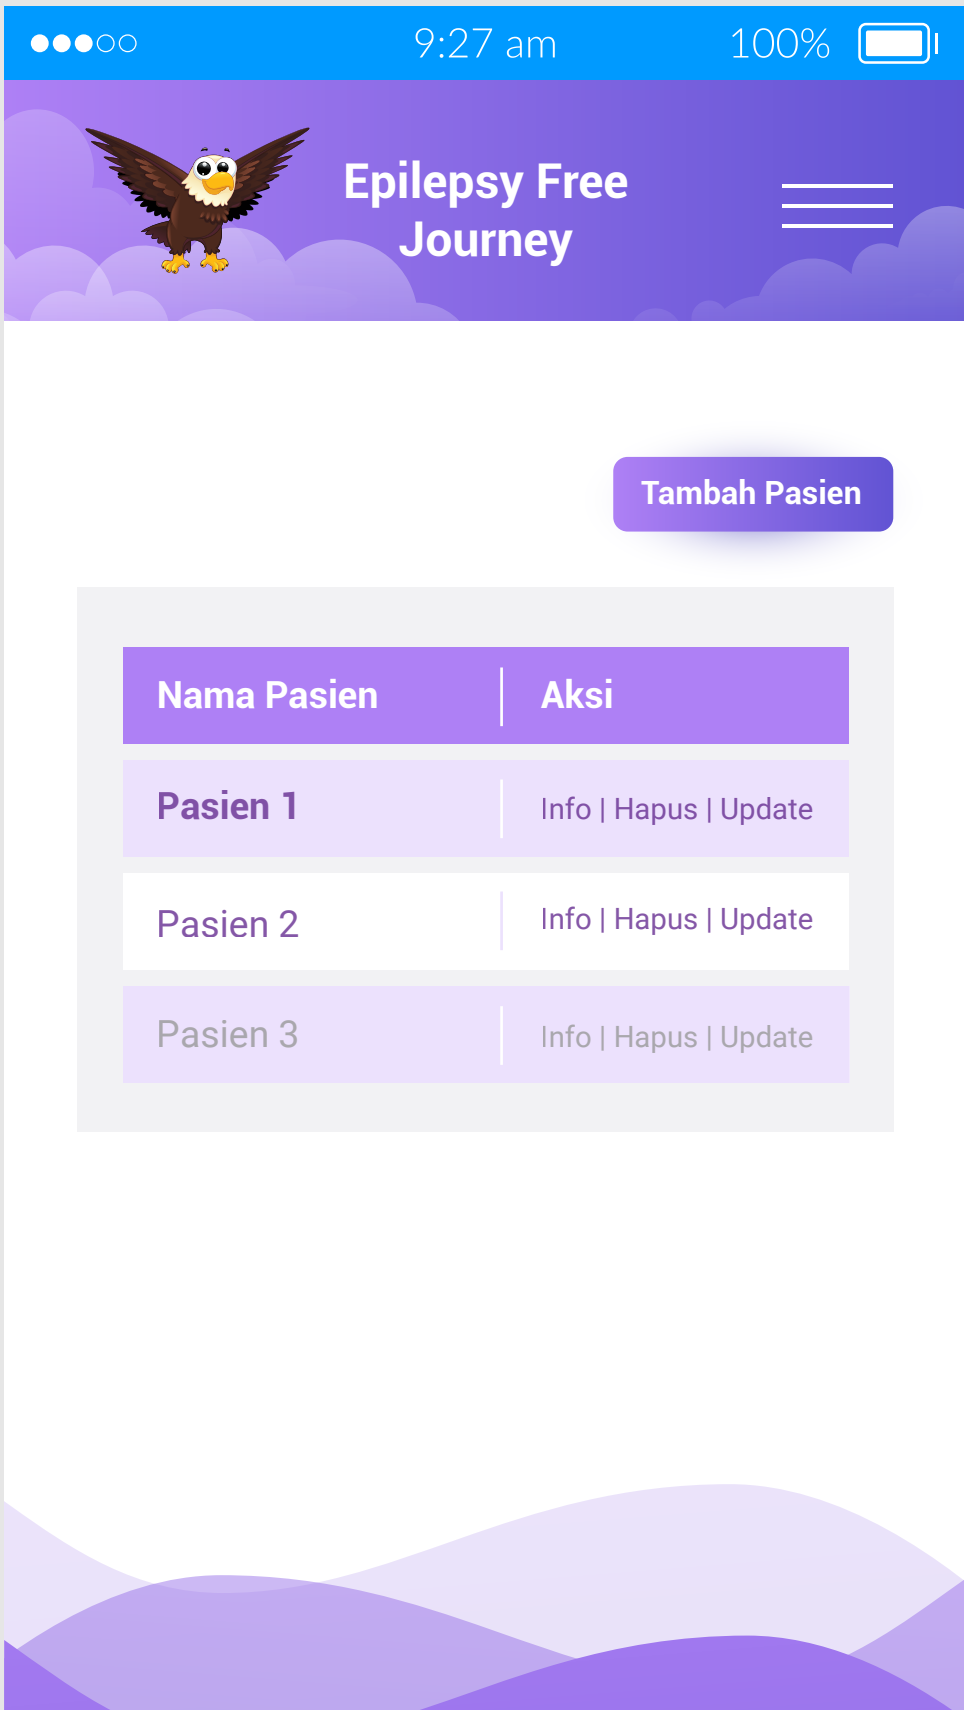 9:27 am 100%
Epilepsy Free
Journey
Tambah Pasien
Nama Pasien Aksi
Pasien 1 Info | Hapus | Update
Pasien 2 Info | Hapus | Update
Pasien 3 Info | Hapus | Update